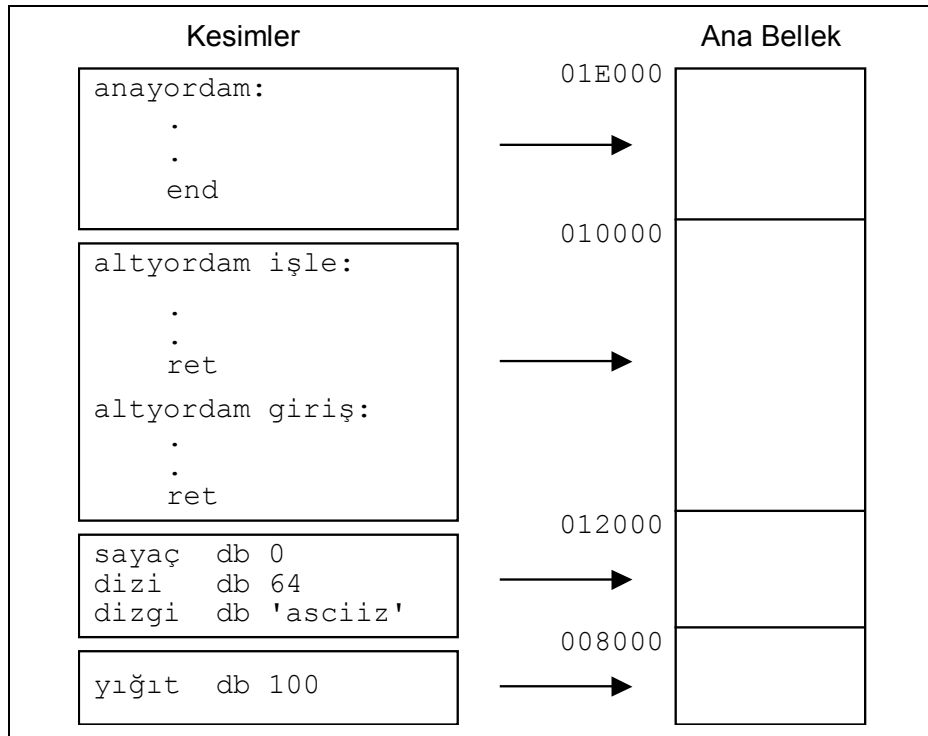 Kesimler
Ana Bellek
anayordam:
.
.
end
01E000
altyordam işle:
.
.
ret
altyordam giriş:
.
.
ret
010000
sayaç db 0
dizi db 64
dizgi db 'asciiz'
012000
yığıt db 100
008000